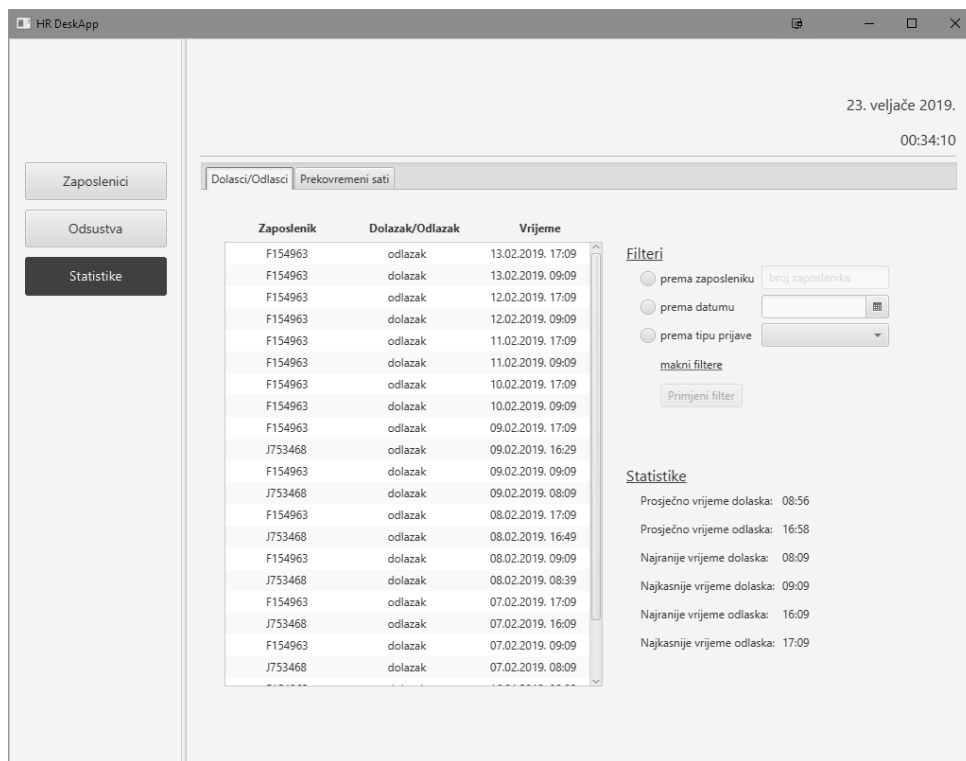 HR DeskApp
23. veljače 2019.
00:34:10
Zaposlenici
Odsustva
Statistike
Dolasci/Odlasci Prekovremeni sati
Zaposlenik Dolazak/Odlazak Vrijeme
F154963 odlazak 13.02.2019. 17:09
F154963 dolazak 13.02.2019. 09:09
F154963 odlazak 12.02.2019. 17:09
F154963 dolazak 12.02.2019. 09:09
F154963 odlazak 11.02.2019. 17:09
F154963 dolazak 11.02.2019. 09:09
F154963 odlazak 10.02.2019. 17:09
F154963 dolazak 10.02.2019. 09:09
F154963 odlazak 09.02.2019. 17:09
J753468 odlazak 09.02.2019. 16:29
F154963 dolazak 09.02.2019. 09:09
J753468 dolazak 09.02.2019. 08:09
F154963 odlazak 08.02.2019. 17:09
J753468 odlazak 08.02.2019. 16:49
F154963 dolazak 08.02.2019. 09:09
J753468 dolazak 08.02.2019. 08:39
F154963 odlazak 07.02.2019. 17:09
J753468 odlazak 07.02.2019. 16:09
F154963 dolazak 07.02.2019. 09:09
J753468 dolazak 07.02.2019. 08:09
Filteri
prema zaposleniku broj zaposlenika
prema datumu
prema tipu prijave
makni filtere
Primjeni filter
Statistike
Prosječno vrijeme dolaska: 08:56
Prosječno vrijeme odlaska: 16:58
Najranije vrijeme dolaska: 08:09
Najkasnije vrijeme dolaska: 09:09
Najranije vrijeme odlaska: 16:09
Najkasnije vrijeme odlaska: 17:09